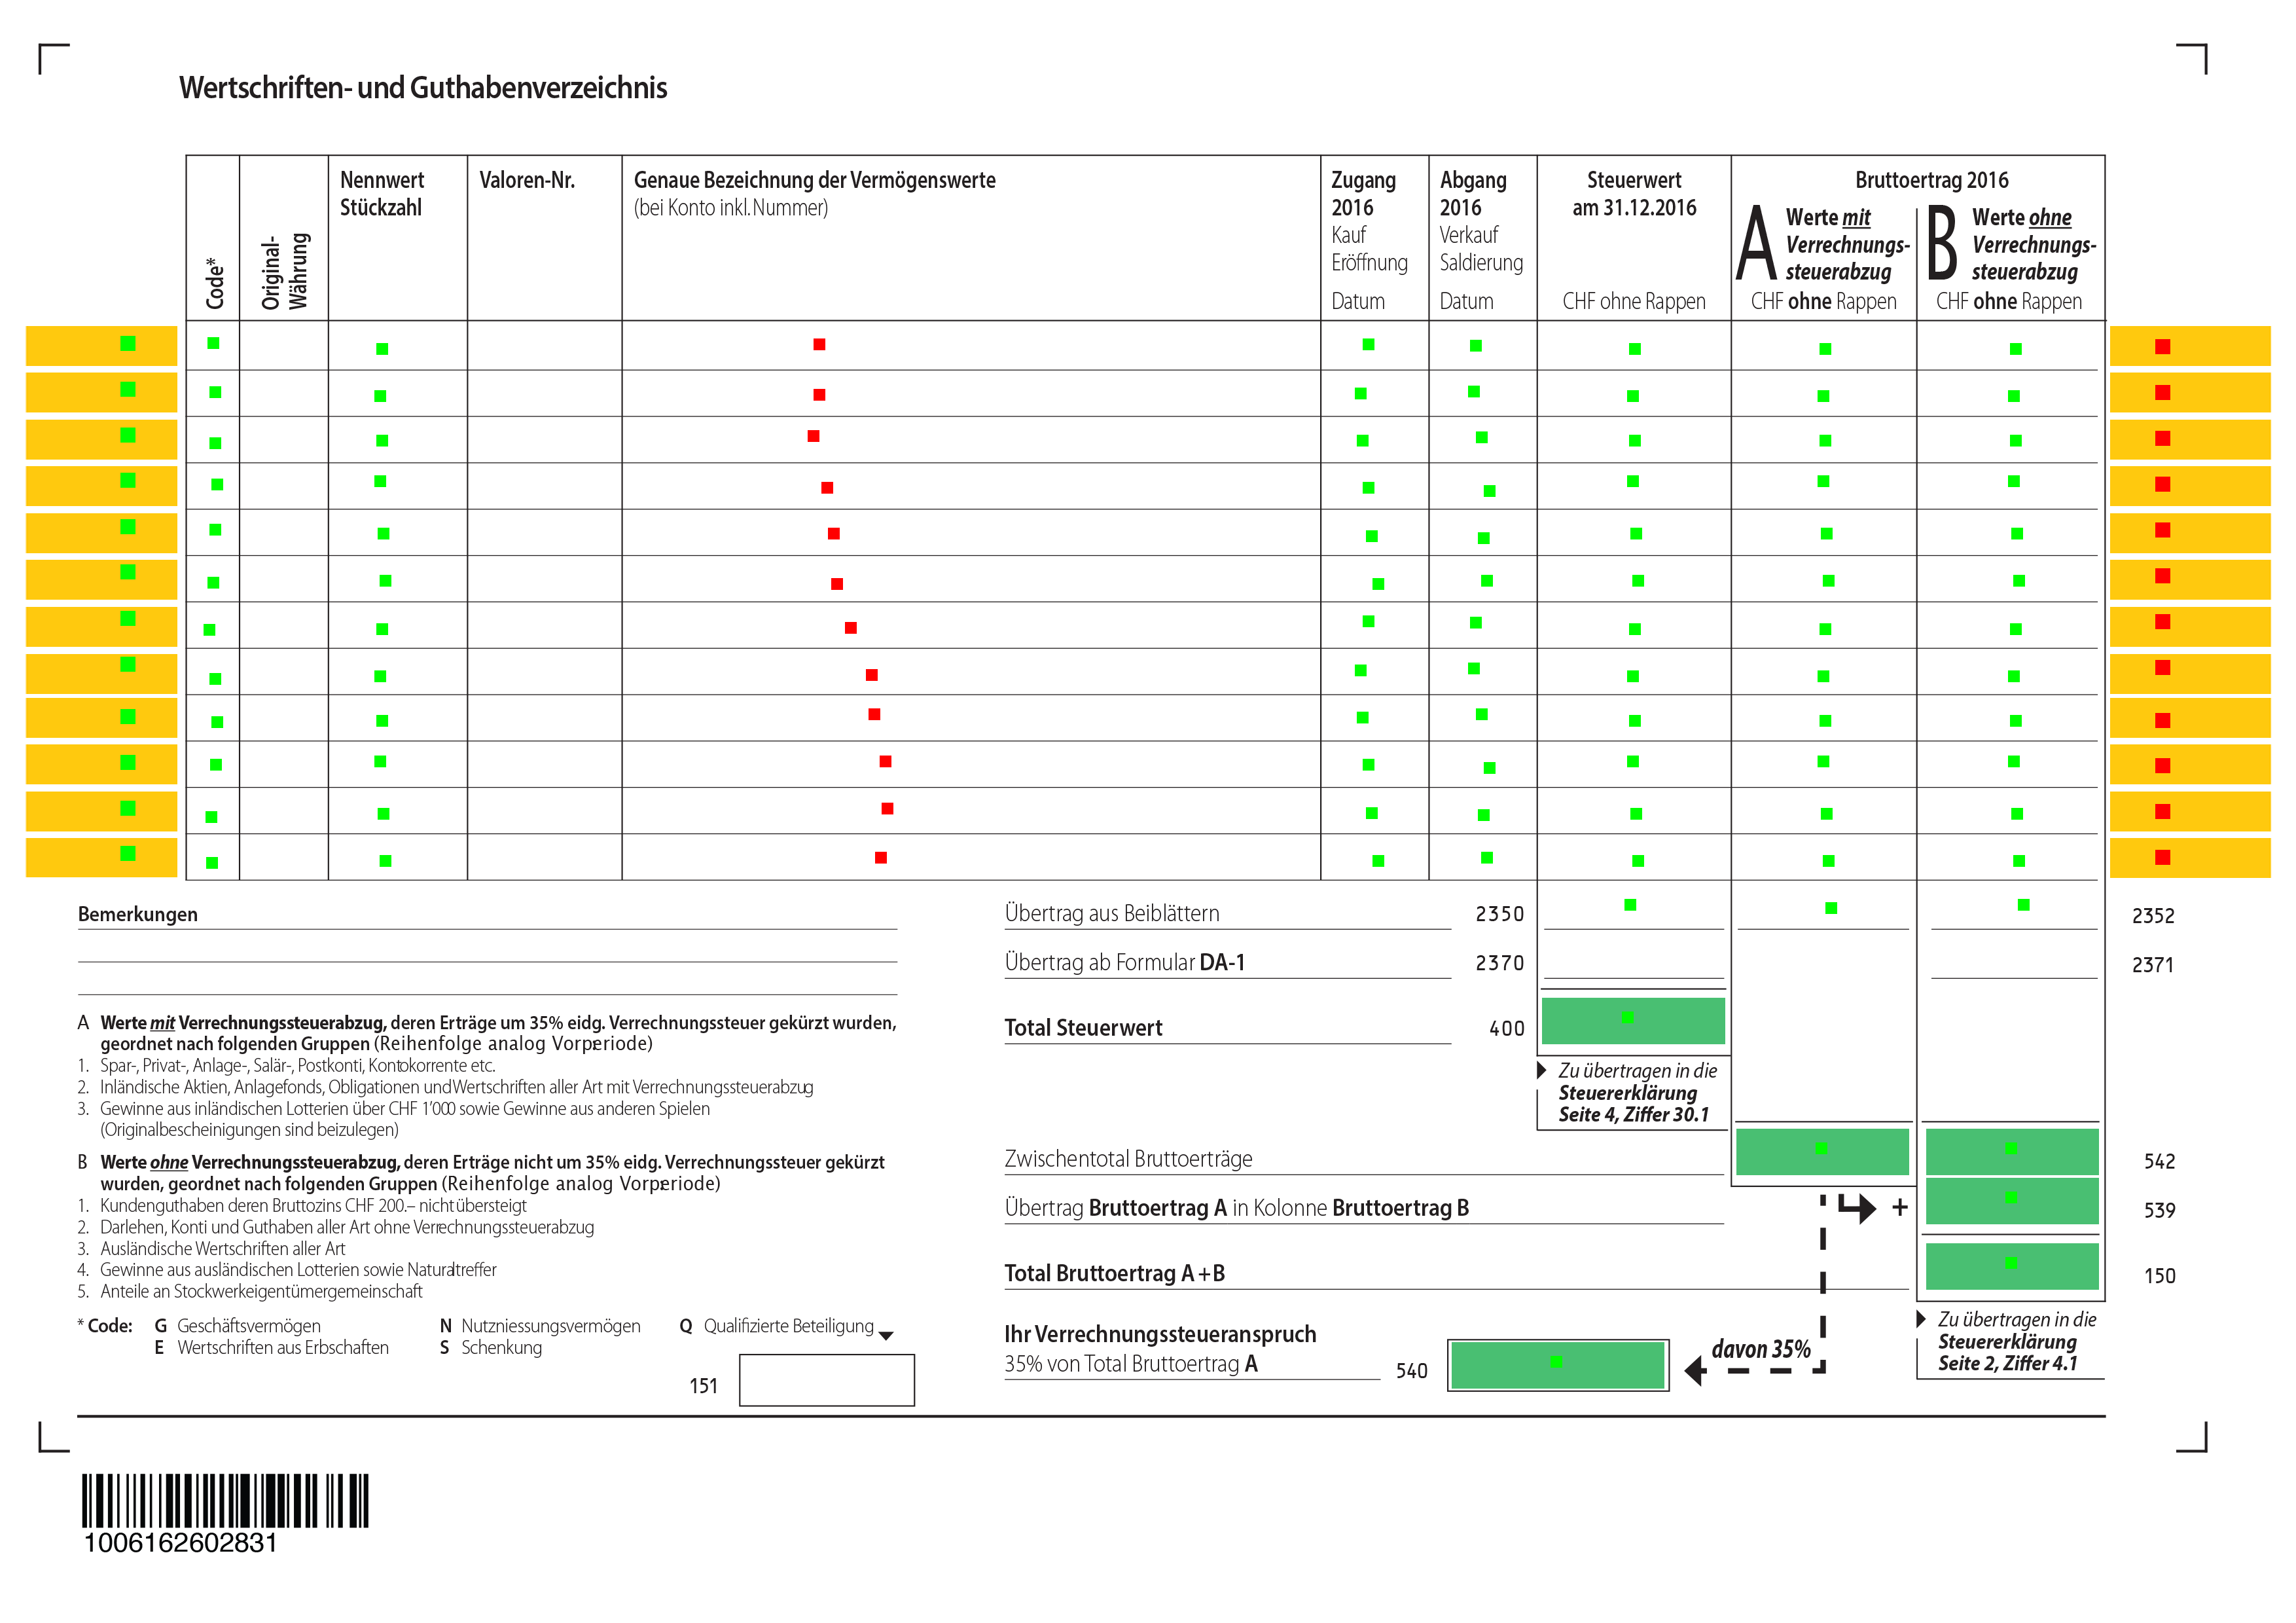 Wertschriften- und Guthabenverzeichnis
Code*
Original-
Währung
Nennwert
Stückzahl
Valoren-Nr.
Genaue Bezeichnung der Vermögenswerte
(bei Konto inkl. Nummer)
Zugang
2016
Kauf
Eröffnung
Datum
Abgang
2016
Verkauf
Saldierung
Datum
Steuerwert
am 31.12.2016
CHF ohne Rappen
Bruttoertrag 2016
A Werte mit
Verrechnungs-
steuerabzug
CHF ohne Rappen
B Werte ohne
Verrechnungs-
steuerabzug
CHF ohne Rappen
Bemerkungen
Übertrag aus Beiblättern 2350 2352
Übertrag ab Formular DA-1 2370 2371
Total Steuerwert 400
Zu übertragen in die
Steuererklärung
Seite 4, Ziffer 30.1
A Werte mit Verrechnungssteuerabzug, deren Erträge um 35% eidg. Verrechnungssteuer gekürzt wurden,
geordnet nach folgenden Gruppen (Reihenfolge analog Vorperiode)
1. Spar-, Privat-, Anlage-, Salär-, Postkonti, Kontokorrente etc.
2. Inländische Aktien, Anlagefonds, Obligationen und Wertschriften aller Art mit Verrechnungssteuerabzug
3. Gewinne aus inländischen Lotterien über CHF 1'000 sowie Gewinne aus anderen Spielen
(Originalbescheinigungen sind beizulegen)
B Werte ohne Verrechnungssteuerabzug, deren Erträge nicht um 35% eidg. Verrechnungssteuer gekürzt
wurden, geordnet nach folgenden Gruppen (Reihenfolge analog Vorperiode)
1. Kundenguthaben deren Bruttozins CHF 200.– nicht übersteigt
2. Darlehen, Konti und Guthaben aller Art ohne Verrechnungssteuerabzug
3. Ausländische Wertschriften aller Art
4. Gewinne aus ausländischen Lotterien sowie Naturaltreffer
5. Anteile an Stockwerkeigentümergemeinschaft
* Code: G Geschäftsvermögen N Nutzniessungsvermögen Q Qualifizierte Beteiligung
E Wertschriften aus Erbschaften S Schenkung
151
Zwischentotal Bruttoerträge 542
Übertrag Bruttoertrag A in Kolonne Bruttoertrag B + 539
Total Bruttoertrag A+B 150
Ihr Verrechnungssteueranspruch
35% von Total Bruttoertrag A 540
davon 35%
Zu übertragen in die
Steuererklärung
Seite 2, Ziffer 4.1
1006162602831